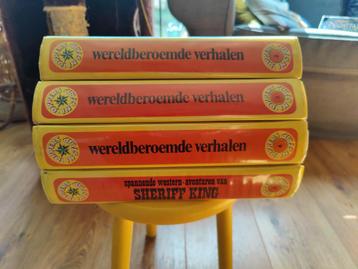 wereldberoemde verhalen
wereldberoemde verhalen
wereldberoemde verhalen
spannende western-avonturen van
SHERIFF KING